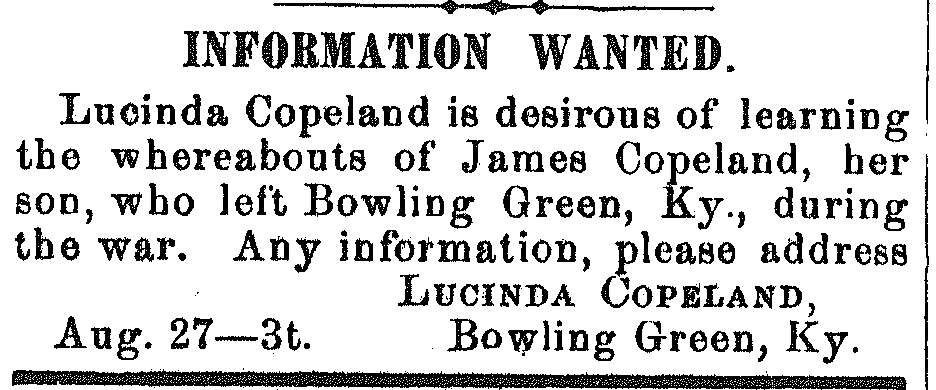 INFORMATION WANTED.
Lucinda Copeland is desirous of learning
the whereabouts of James Copeland, her
son, who left Bowling Green, Ky., during
the war. Any information, please address
LUCINDA COPELAND,
Aug. 27—3t. Bowling Green, Ky.